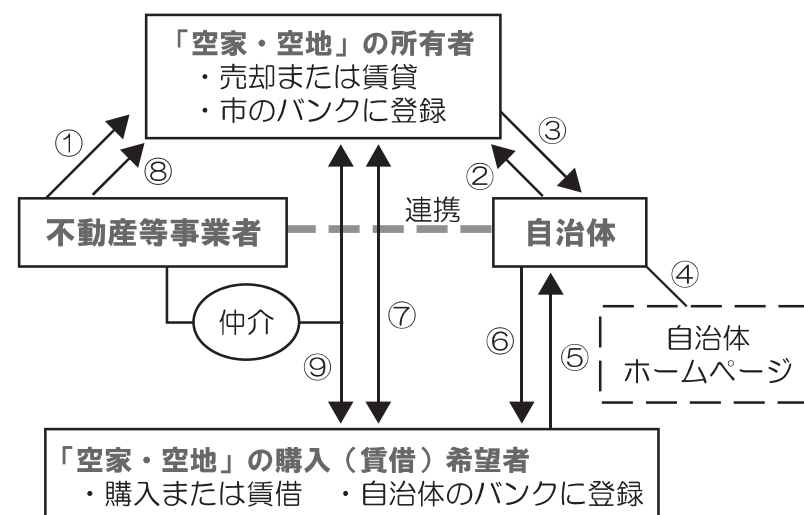 「空家・空地」の所有者
・売却または賃貸
・市のバンクに登録
①
⑧
②
③
不動産等事業者
連携
自治体
④
仲介
⑦
⑥
⑤
⑨
自治体
ホームページ
「空家・空地」の購入（賃借）希望者
・購入または賃借　・自治体のバンクに登録